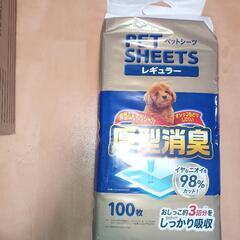 PET
ペットシーツ
SHEETS
レギュラー
厚型消臭
イヤなニオイを
98%
カット!
100枚
おしっこ約3回分を
しっかり吸収